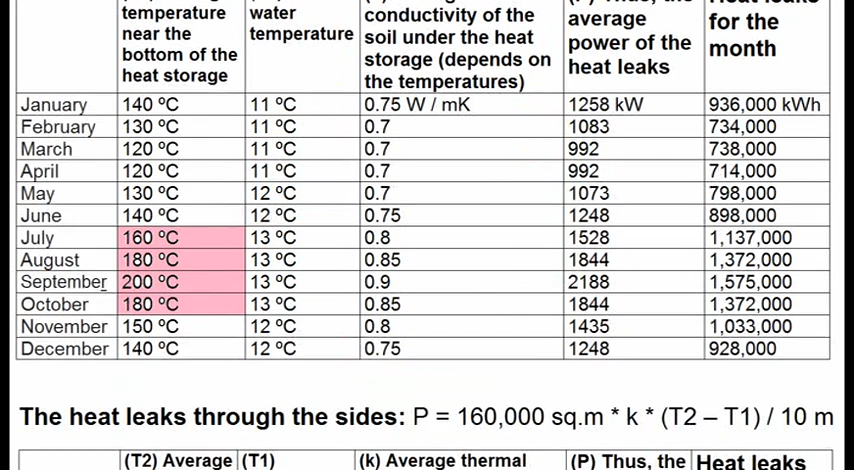 temperature near the bottom of the heat storage
water temperature
conductivity of the soil under the heat storage (depends on the temperatures)
average power of the heat leaks
Heat leaks for the month
January 140 ºC 11 ºC 0.75 W / mK 1258 kW 936,000 kWh
February 130 ºC 11 ºC 0.7 1083 734,000
March 120 ºC 11 ºC 0.7 992 738,000
April 120 ºC 11 ºC 0.7 992 714,000
May 130 ºC 12 ºC 0.7 1073 798,000
June 140 ºC 12 ºC 0.75 1248 898,000
July 160 ºC 13 ºC 0.8 1528 1,137,000
August 180 ºC 13 ºC 0.85 1844 1,372,000
September 200 ºC 13 ºC 0.9 2188 1,575,000
October 180 ºC 13 ºC 0.85 1844 1,372,000
November 150 ºC 12 ºC 0.8 1435 1,033,000
December 140 ºC 12 ºC 0.75 1248 928,000
The heat leaks through the sides: P = 160,000 sq.m * k * (T2 – T1) / 10 m
(T2) Average (T1) (k) Average thermal (P) Thus, the Heat leaks